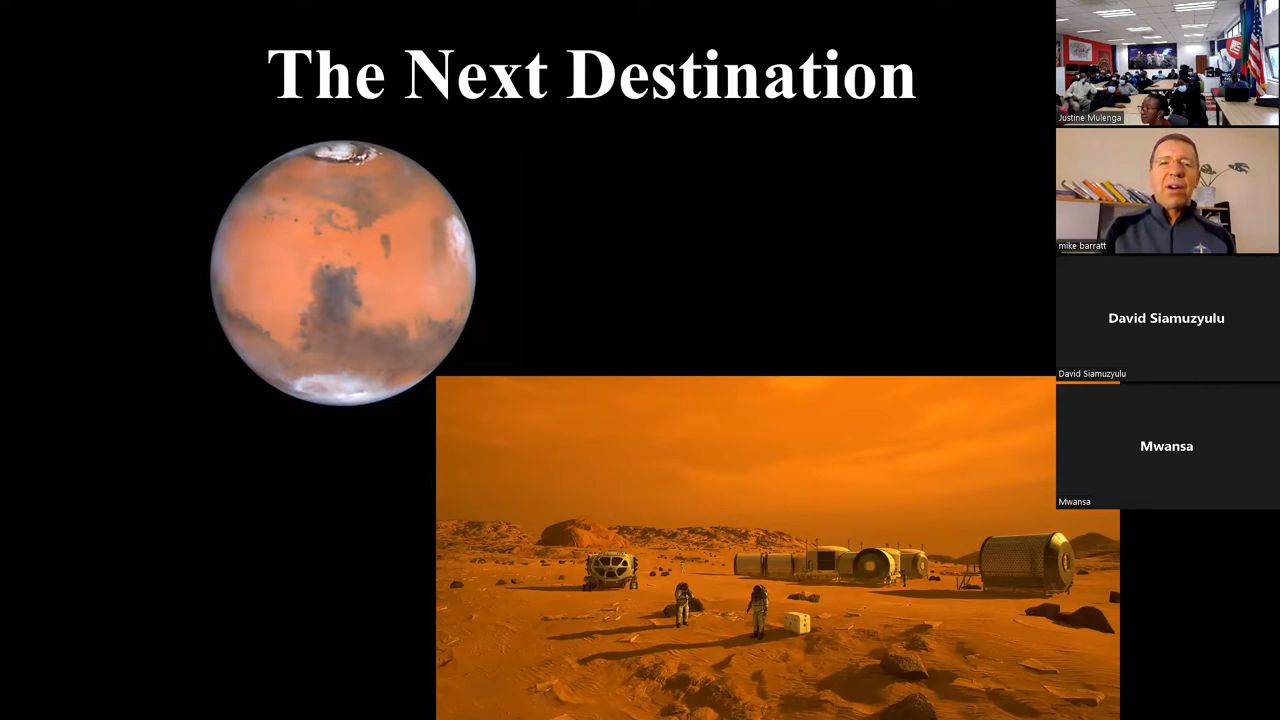 The Next Destination
Justine Mulenga
mike barratt
David Siamuzyulu
David Siamuzyulu
Mwansa
Mwansa